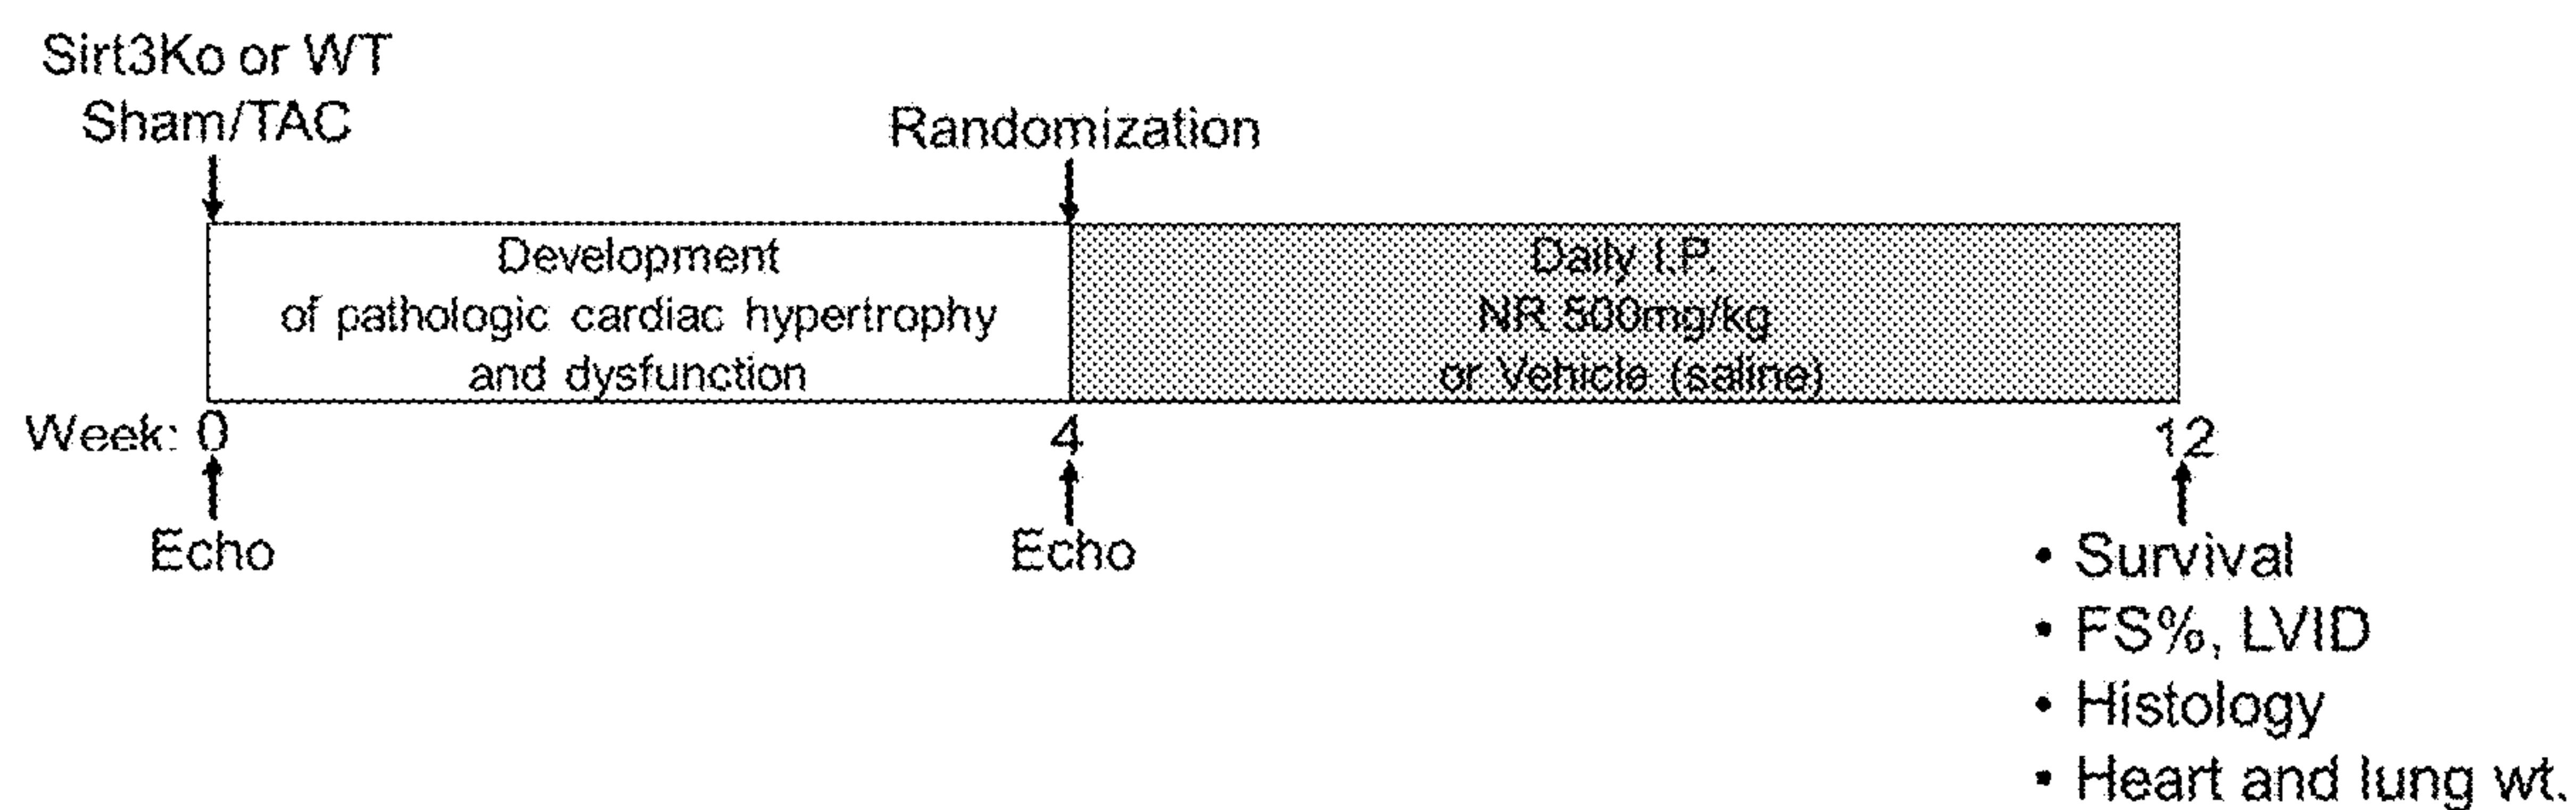 Sirt3Ko or WT
Sham/TAC
Randomization
Development
of pathologic cardiac hypertrophy
and dysfunction
Daily I.P.
NR 500mg/kg
or Vehicle (saline)
Week: 0
4
12
Echo
Echo
• Survival
• FS%, LVID
• Histology
• Heart and lung wt.